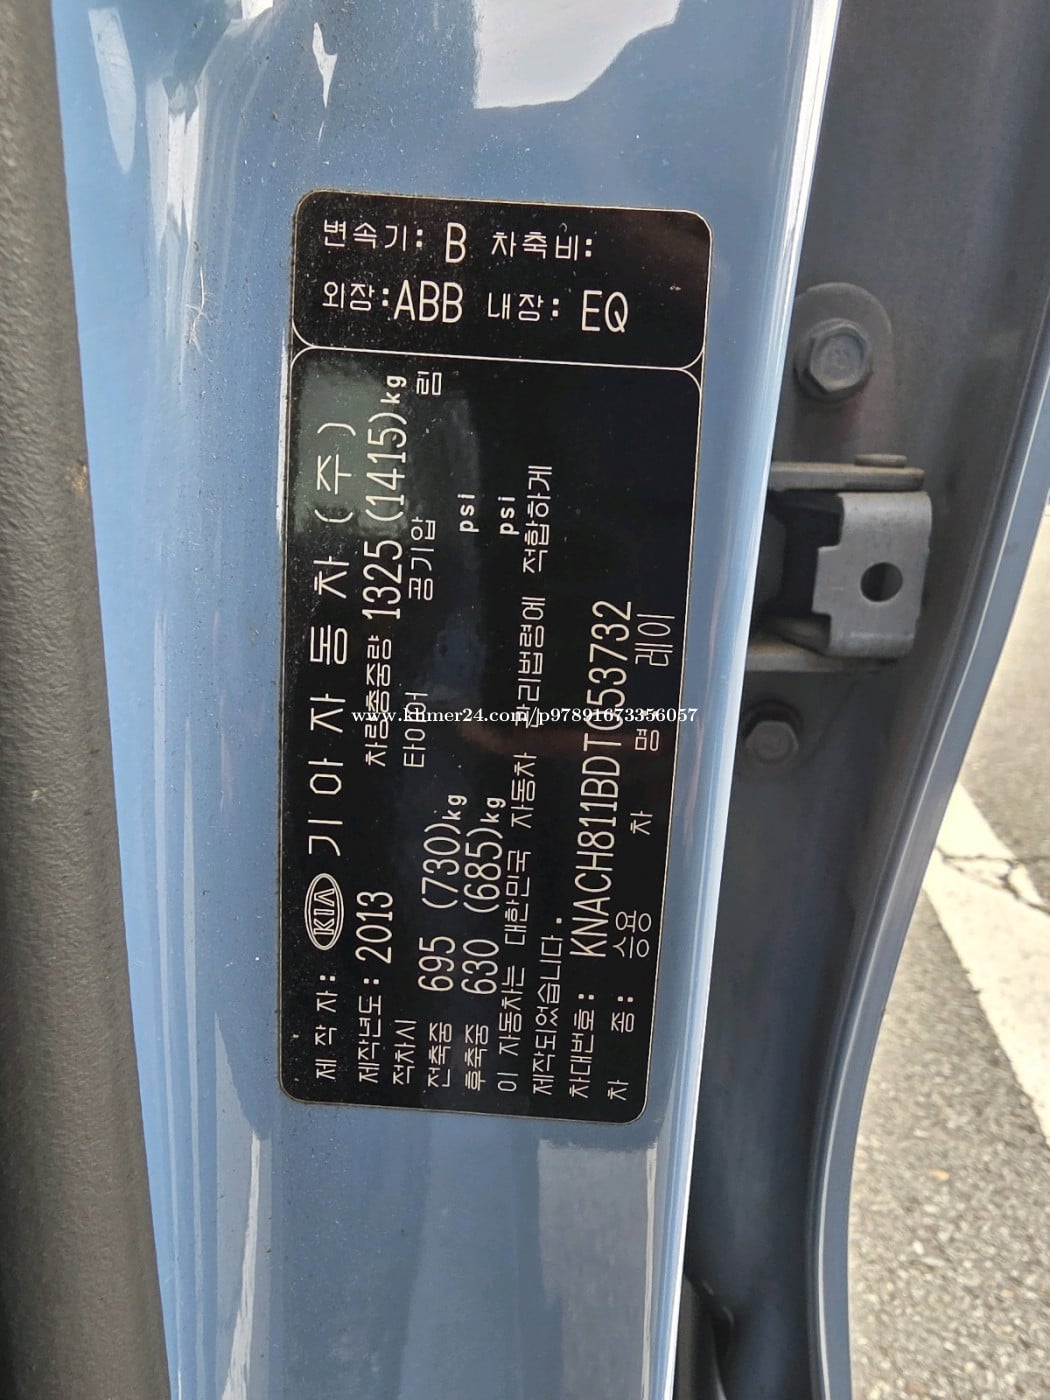 변속기: B 차축비:
외장: ABB 내장: EQ
제 작 자: KIA 기아자동차(주)
제작년도: 2013 차량총중량 1325(1415)kg
적차시 타이어 공기압 림
전축중 695 (730)kg psi
후축중 630 (685)kg psi
이 자동차는 대한민국 자동차 관리법령에 적합하게
제작되었습니다.
차대번호: KNACH811BDT053732
차 종: 승용 차 명 레이
www.khmer24.com/p97891673356057